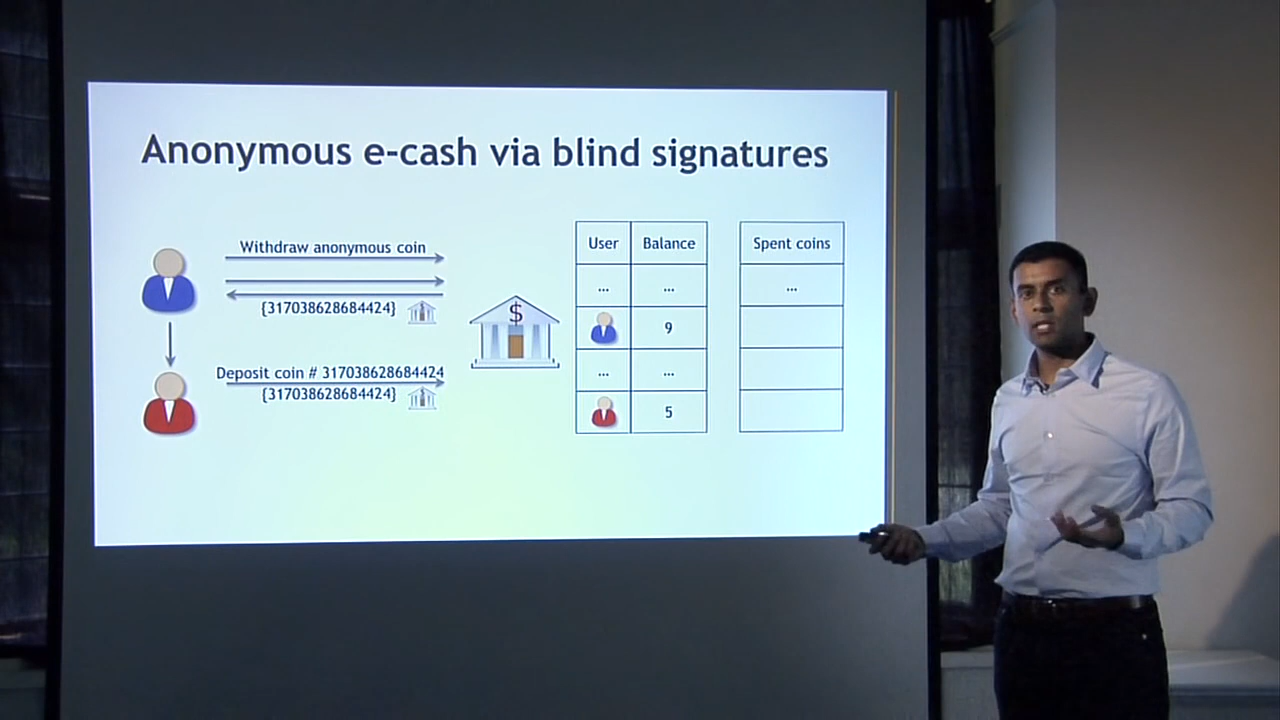 Anonymous e-cash via blind signatures
Withdraw anonymous coin
{317038628684424}
Deposit coin # 317038628684424
{317038628684424}
$
User Balance
... ...
9
... ...
5
Spent coins
...